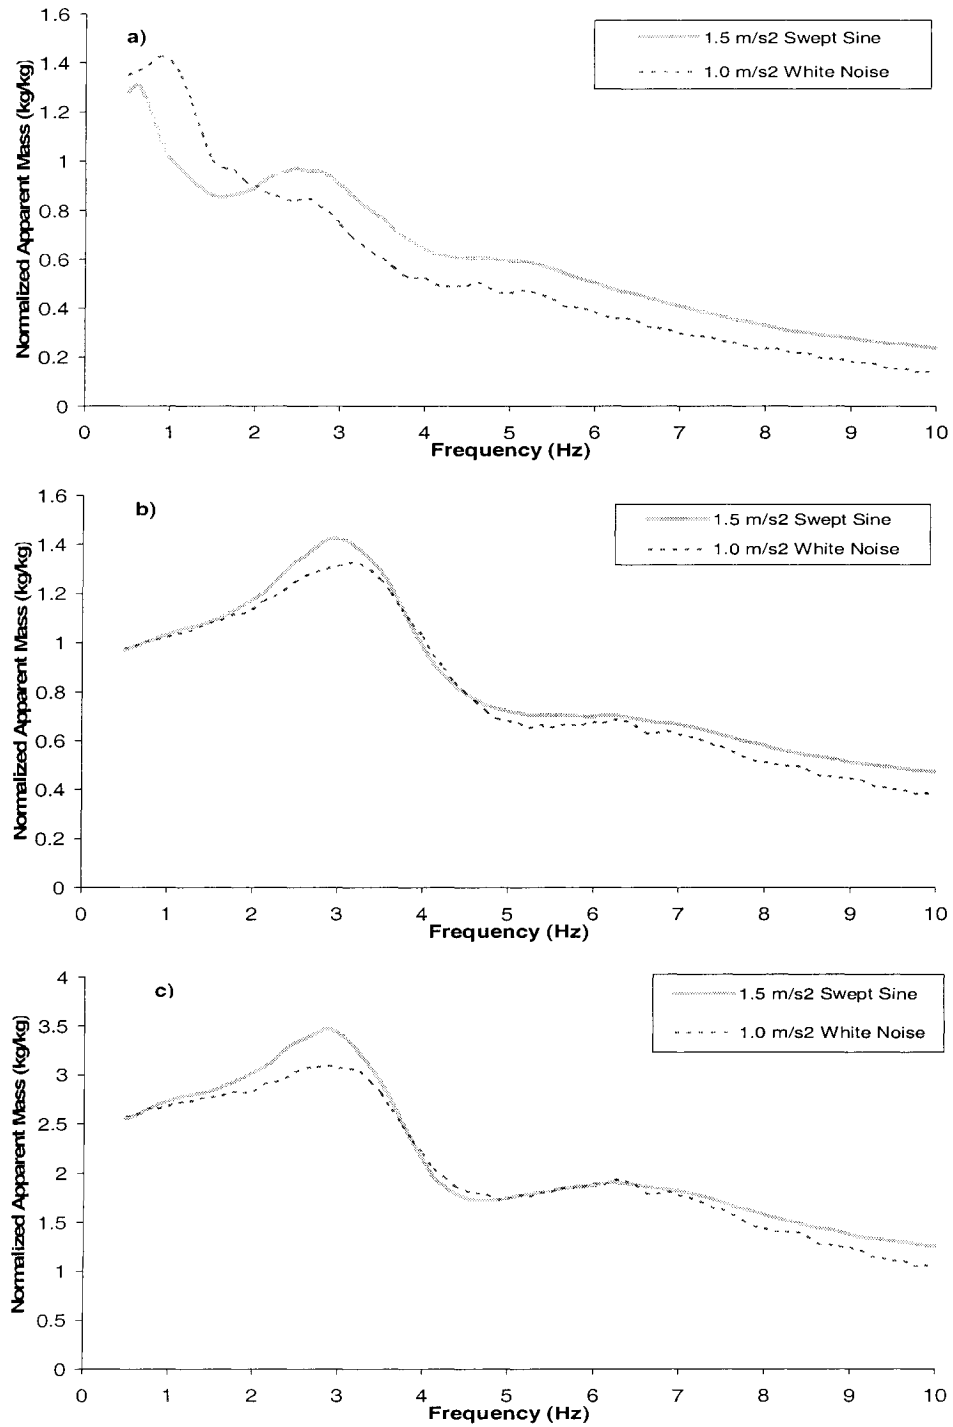 a)
1.5 m/s2 Swept Sine
1.0 m/s2 White Noise
Normalized Apparent Mass (kg/kg)
1.6
1.4
1.2
1
0.8
0.6
0.4
0.2
0
0 1 2 3 4 5 6 7 8 9 10
Frequency (Hz)
b)
1.5 m/s2 Swept Sine
1.0 m/s2 White Noise
Normalized Apparent Mass (kg/kg)
1.6
1.4
1.2
1
0.8
0.6
0.4
0.2
0
0 1 2 3 4 5 6 7 8 9 10
Frequency (Hz)
c)
1.5 m/s2 Swept Sine
1.0 m/s2 White Noise
Normalized Apparent Mass (kg/kg)
4
3.5
3
2.5
2
1.5
1
0.5
0
0 1 2 3 4 5 6 7 8 9 10
Frequency (Hz)